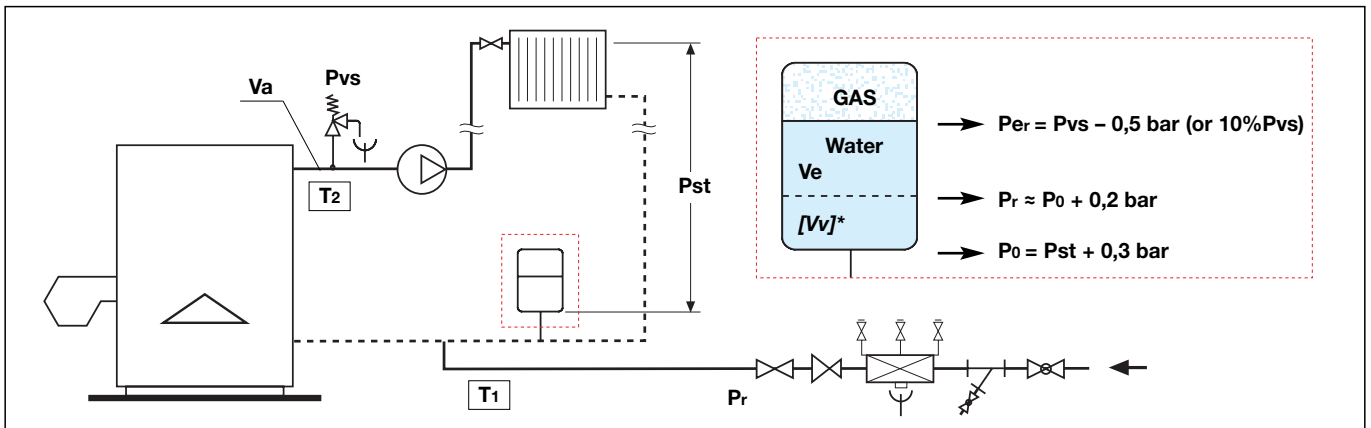 Va
Pvs
T2
Pst
T1
Pr
GAS
Water
Ve
[Vv]*
Per = Pvs – 0,5 bar (or 10%Pvs)
Pr ≈ P0 + 0,2 bar
P0 = Pst + 0,3 bar